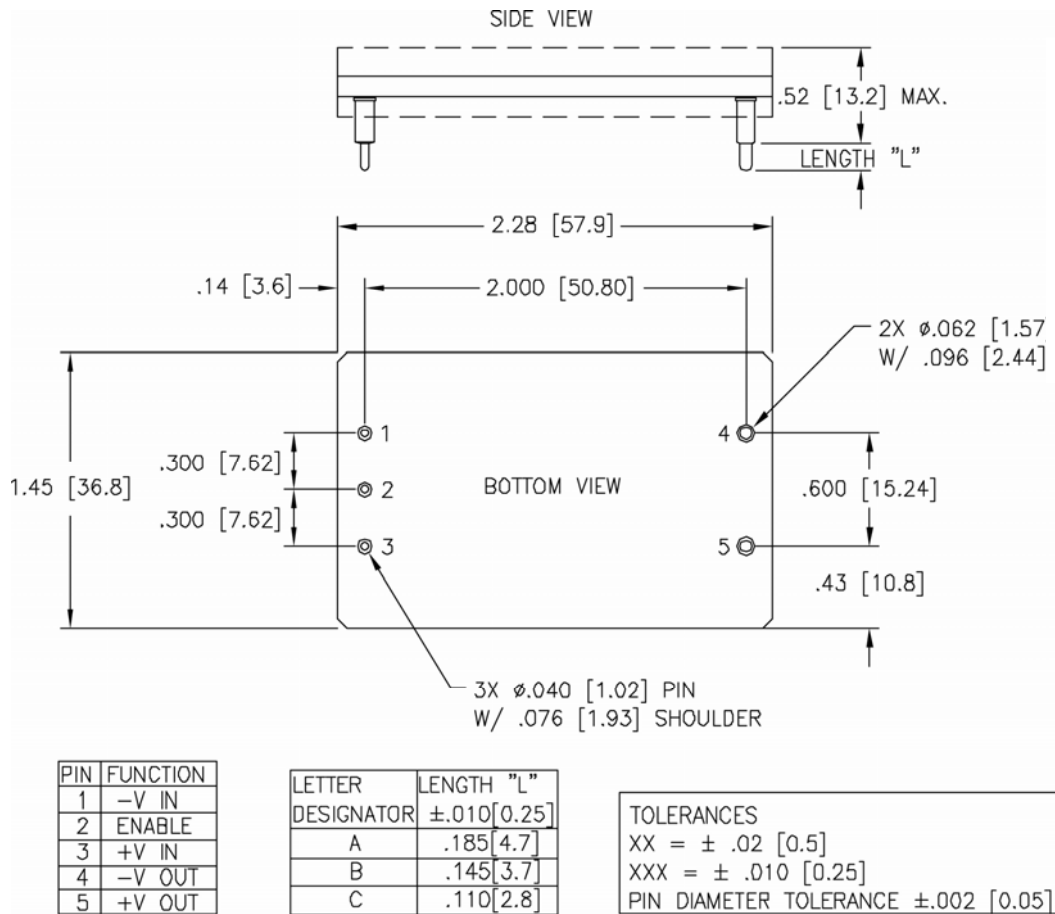 SIDE VIEW
.52 [13.2] MAX.
LENGTH "L"
2.28 [57.9]
.14 [3.6]
2.000 [50.80]
2X ø.062 [1.57
W/ .096 [2.44]
1
4
.300 [7.62]
1.45 [36.8]
2
BOTTOM VIEW
.600 [15.24]
.300 [7.62]
3
5
.43 [10.8]
3X ø.040 [1.02] PIN
W/ .076 [1.93] SHOULDER
PIN FUNCTION
1 -V IN
2 ENABLE
3 +V IN
4 -V OUT
5 +V OUT
LETTER DESIGNATOR LENGTH "L" ±.010[0.25]
A .185[4.7]
B .145[3.7]
C .110[2.8]
TOLERANCES
XX = ± .02 [0.5]
XXX = ± .010 [0.25]
PIN DIAMETER TOLERANCE ±.002 [0.05]